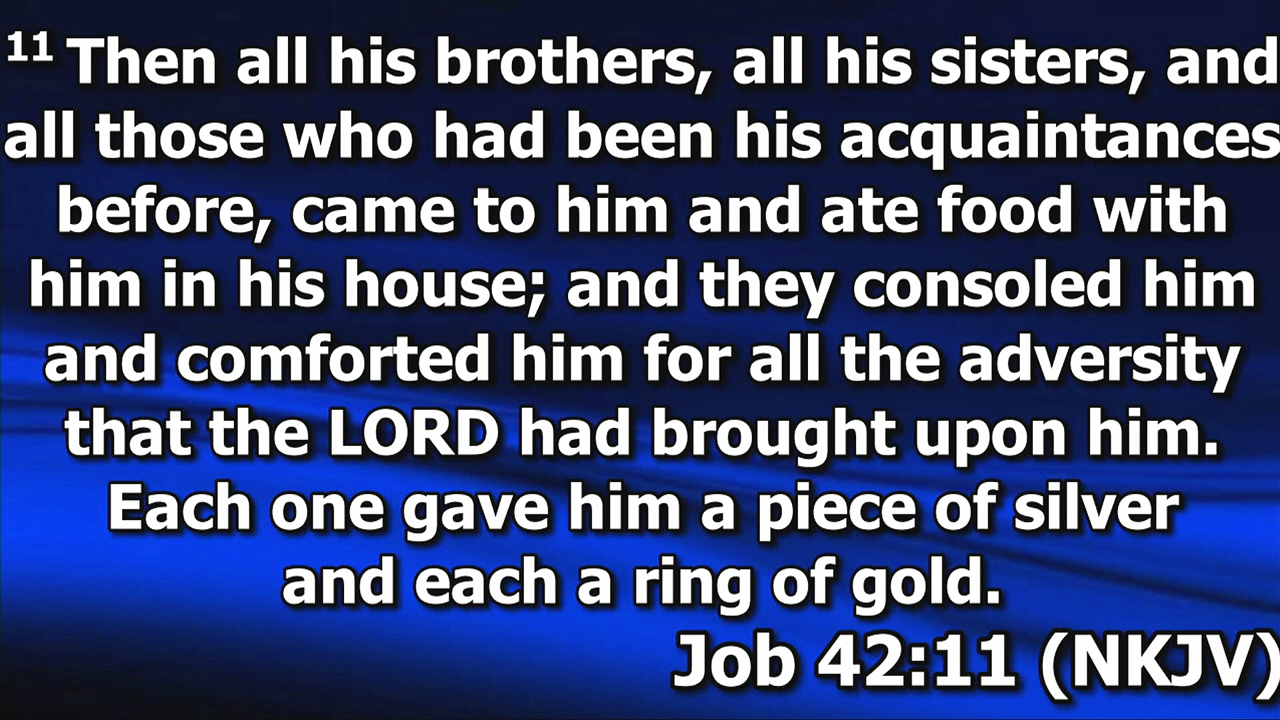 11 Then all his brothers, all his sisters, and
all those who had been his acquaintances
before, came to him and ate food with
him in his house; and they consoled him
and comforted him for all the adversity
that the LORD had brought upon him.
Each one gave him a piece of silver
and each a ring of gold.
Job 42:11 (NKJV)